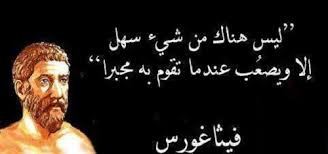 ”ليس هناك من شيء سهل
إلا ويصعُب عندما تقوم به مجبرا“
فيثاغورس